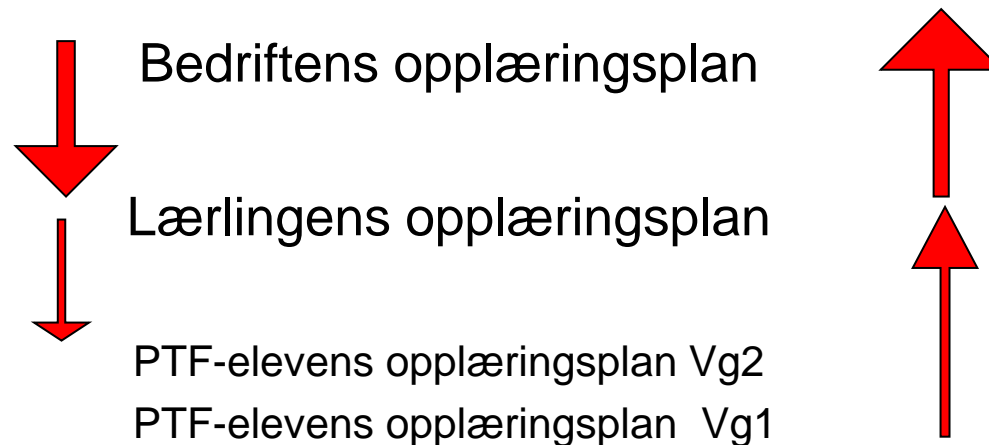 Bedriftens opplæringsplan
Lærlingens opplæringsplan
PTF-elevens opplæringsplan Vg2
PTF-elevens opplæringsplan Vg1